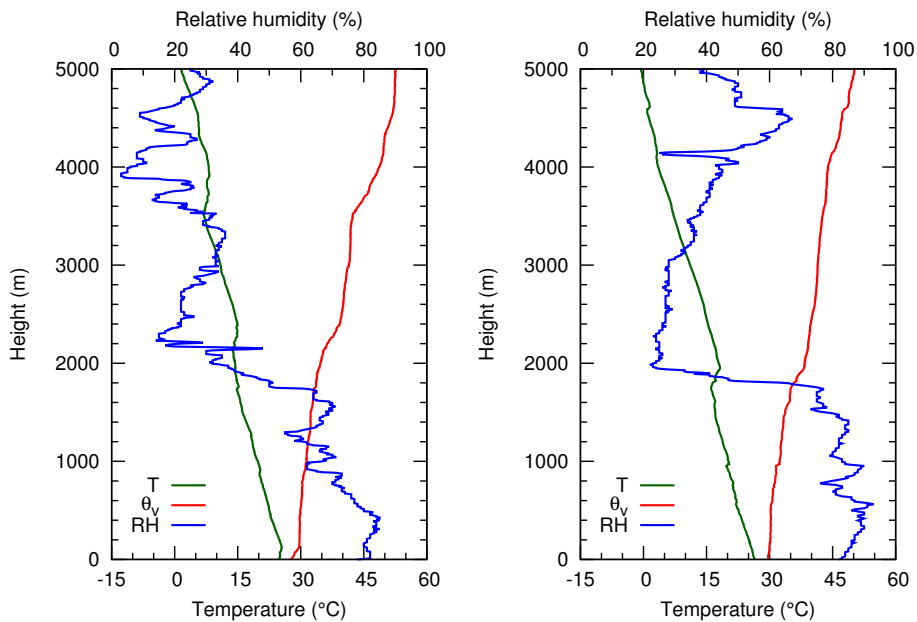 Relative humidity (%)
0 20 40 60 80 100
5000
4000
3000
2000
1000
0
Height (m)
T
θv
RH
-15 0 15 30 45 60
Temperature (°C)
Relative humidity (%)
0 20 40 60 80 100
5000
4000
3000
2000
1000
0
Height (m)
T
θv
RH
-15 0 15 30 45 60
Temperature (°C)